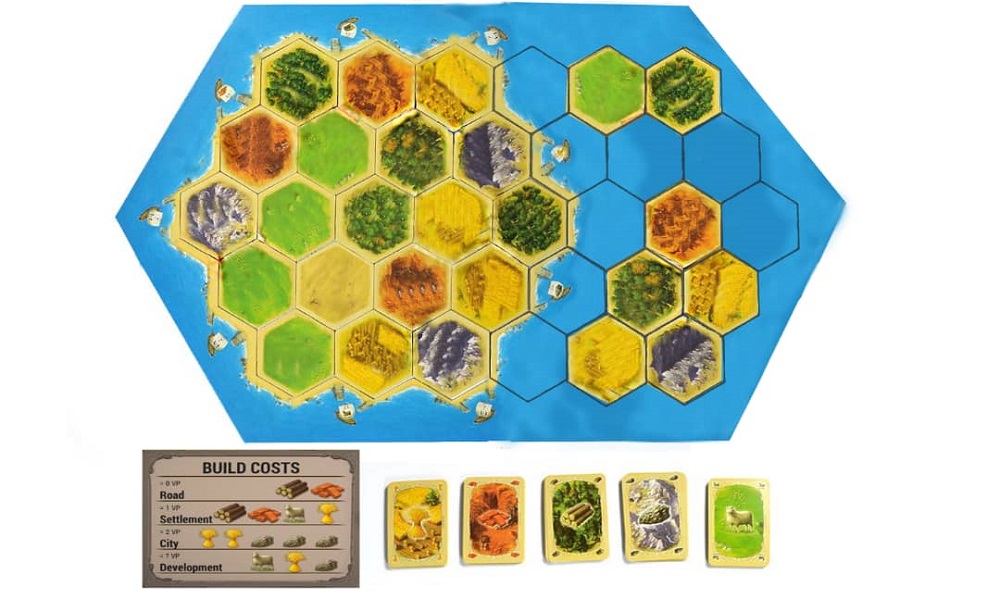 BUILD COSTS
= 0 VP
Road
= 1 VP
Settlement
= 2 VP
City
= ? VP
Development